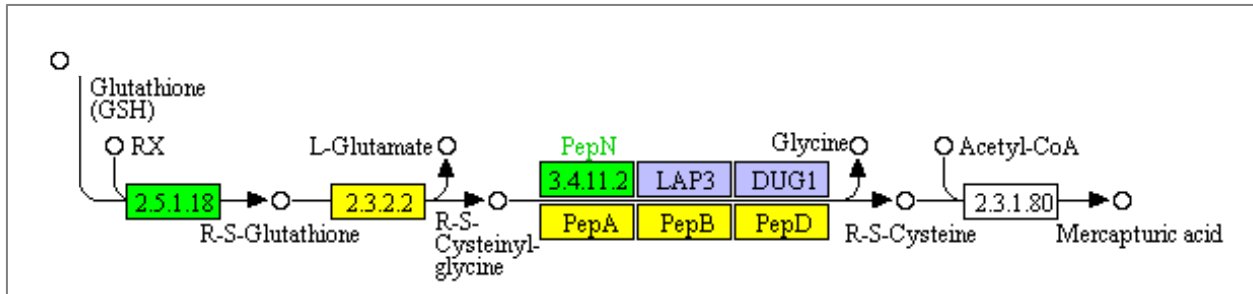 Glutathione
(GSH)
RX
L-Glutamate
PepN
Glycine
Acetyl-CoA
3.4.11.2
LAP3
DUG1
2.5.1.18
2.3.2.2
2.3.1.80
R-S-Glutathione
R-S-
Cysteinyl-
glycine
PepA
PepB
PepD
R-S-Cysteine
Mercapturic acid